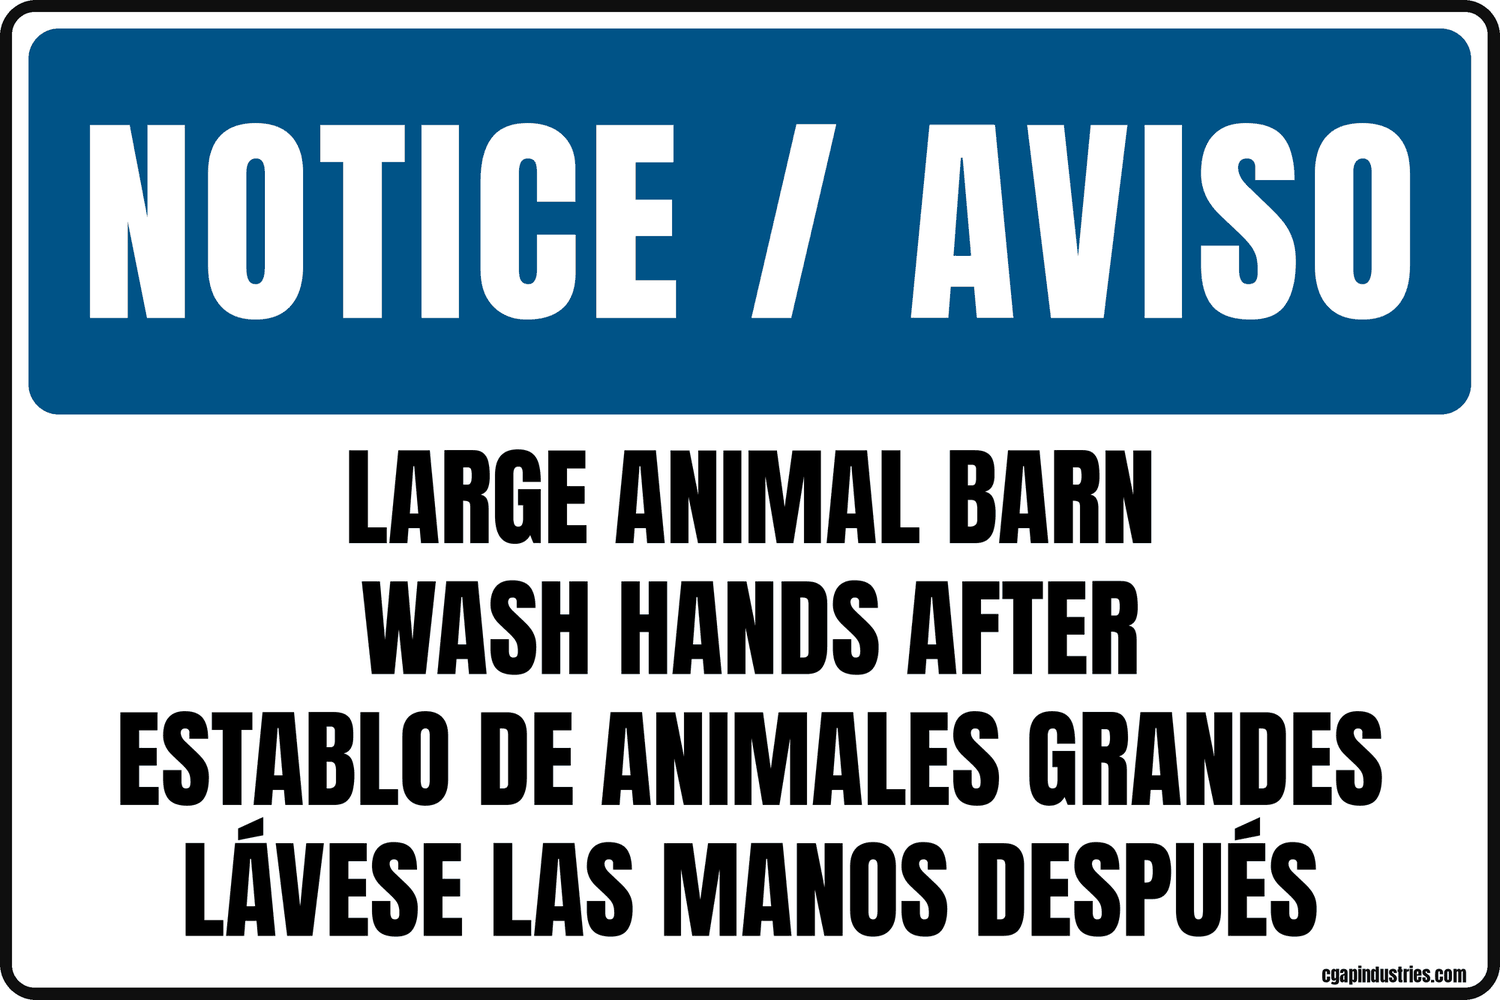 NOTICE / AVISO
LARGE ANIMAL BARN
WASH HANDS AFTER
ESTABLO DE ANIMALES GRANDES
LÁVESE LAS MANOS DESPUÉS
cgapindustries.com